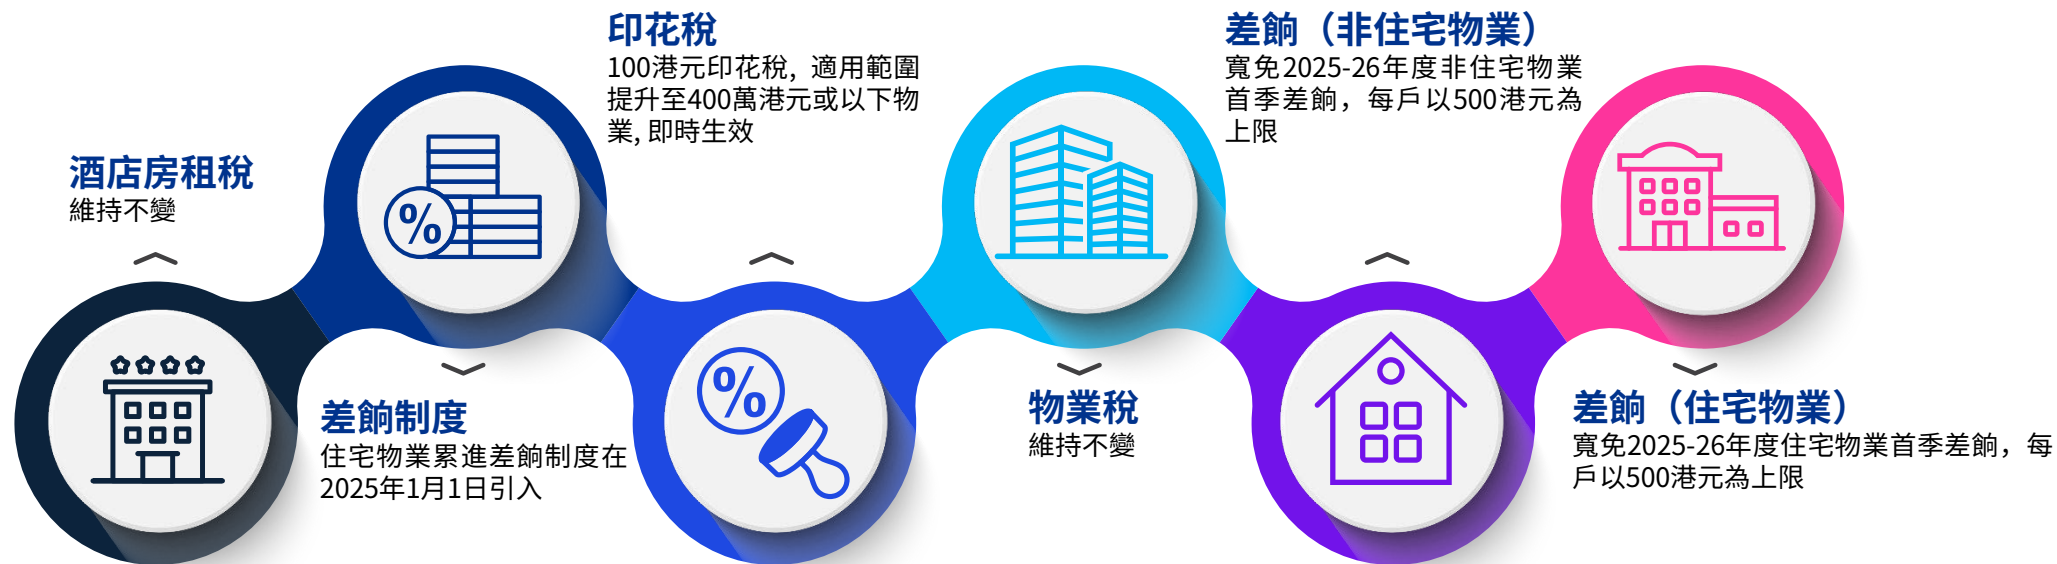 酒店房租稅
維持不變
差餉制度
住宅物業累進差餉制度在
2025年1月1日引入
印花稅
100港元印花稅, 適用範圍
提升至400萬港元或以下物
業, 即時生效
物業稅
維持不變
差餉（非住宅物業）
寬免2025-26年度非住宅物業
首季差餉，每戶以500港元為
上限
差餉（住宅物業）
寬免2025-26年度住宅物業首季差餉，每
戶以500港元為上限
%
%